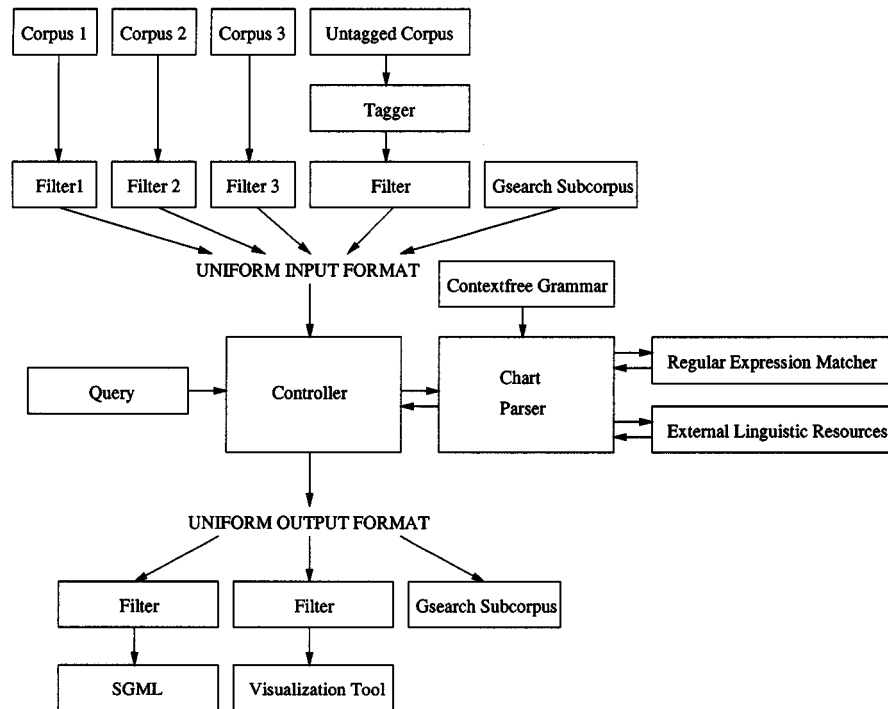 Corpus 1
Corpus 2
Corpus 3
Untagged Corpus
Tagger
Filter1
Filter 2
Filter 3
Filter
Gsearch Subcorpus
UNIFORM INPUT FORMAT
Contextfree Grammar
Query
Controller
Chart
Parser
Regular Expression Matcher
External Linguistic Resources
UNIFORM OUTPUT FORMAT
Filter
Filter
Gsearch Subcorpus
SGML
Visualization Tool